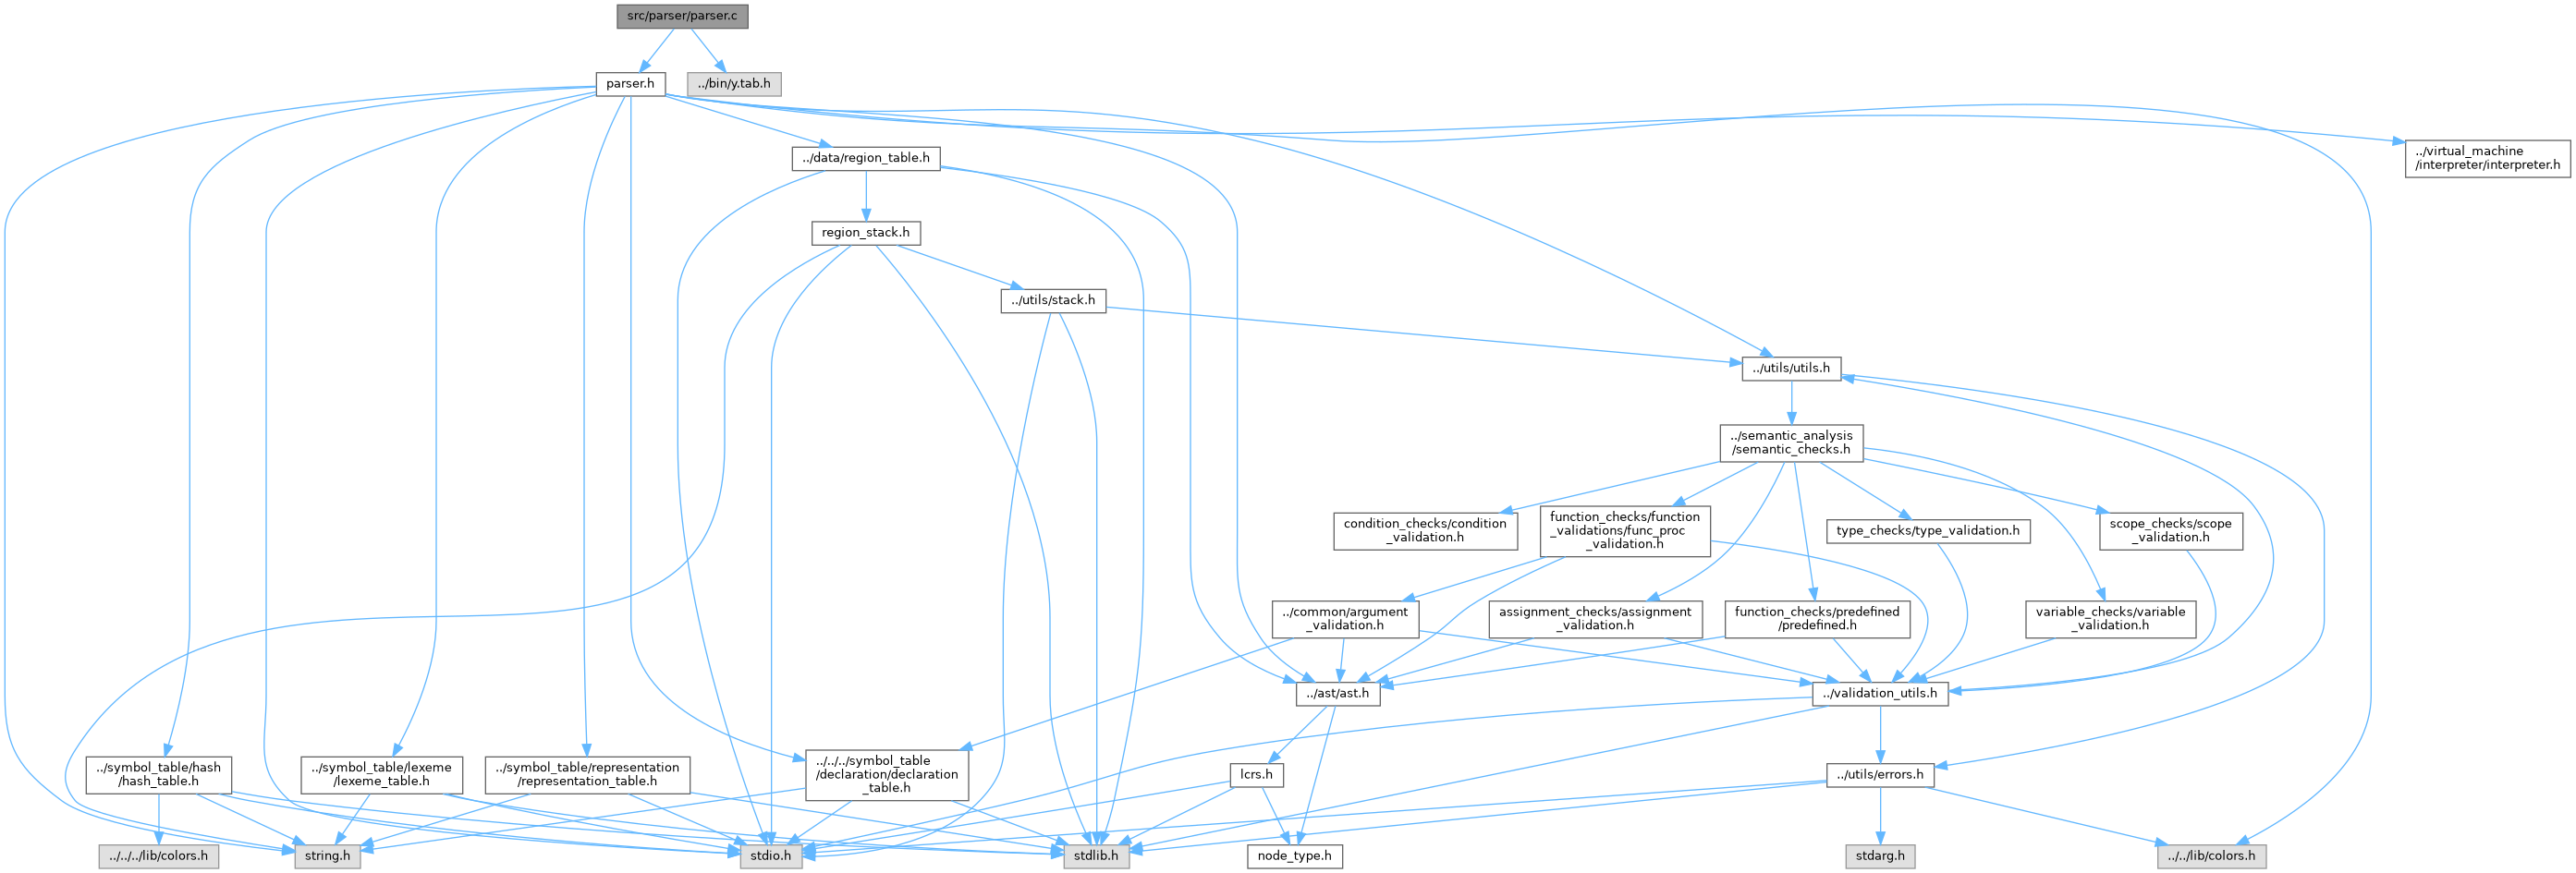 src/parser/parser.c
parser.h
../bin/y.tab.h
../data/region_table.h
../virtual_machine
/interpreter/interpreter.h
region_stack.h
../utils/stack.h
../utils/utils.h
../semantic_analysis
/semantic_checks.h
condition_checks/condition
_validation.h
function_checks/function
_validations/func_proc
_validation.h
type_checks/type_validation.h
scope_checks/scope
_validation.h
../common/argument
_validation.h
assignment_checks/assignment
_validation.h
function_checks/predefined
/predefined.h
variable_checks/variable
_validation.h
../ast/ast.h
../validation_utils.h
../symbol_table/hash
/hash_table.h
../symbol_table/lexeme
/lexeme_table.h
../symbol_table/representation
/representation_table.h
../../../symbol_table
/declaration/declaration
_table.h
lcrs.h
../utils/errors.h
../../../lib/colors.h
string.h
stdio.h
stdlib.h
node_type.h
stdarg.h
../../lib/colors.h